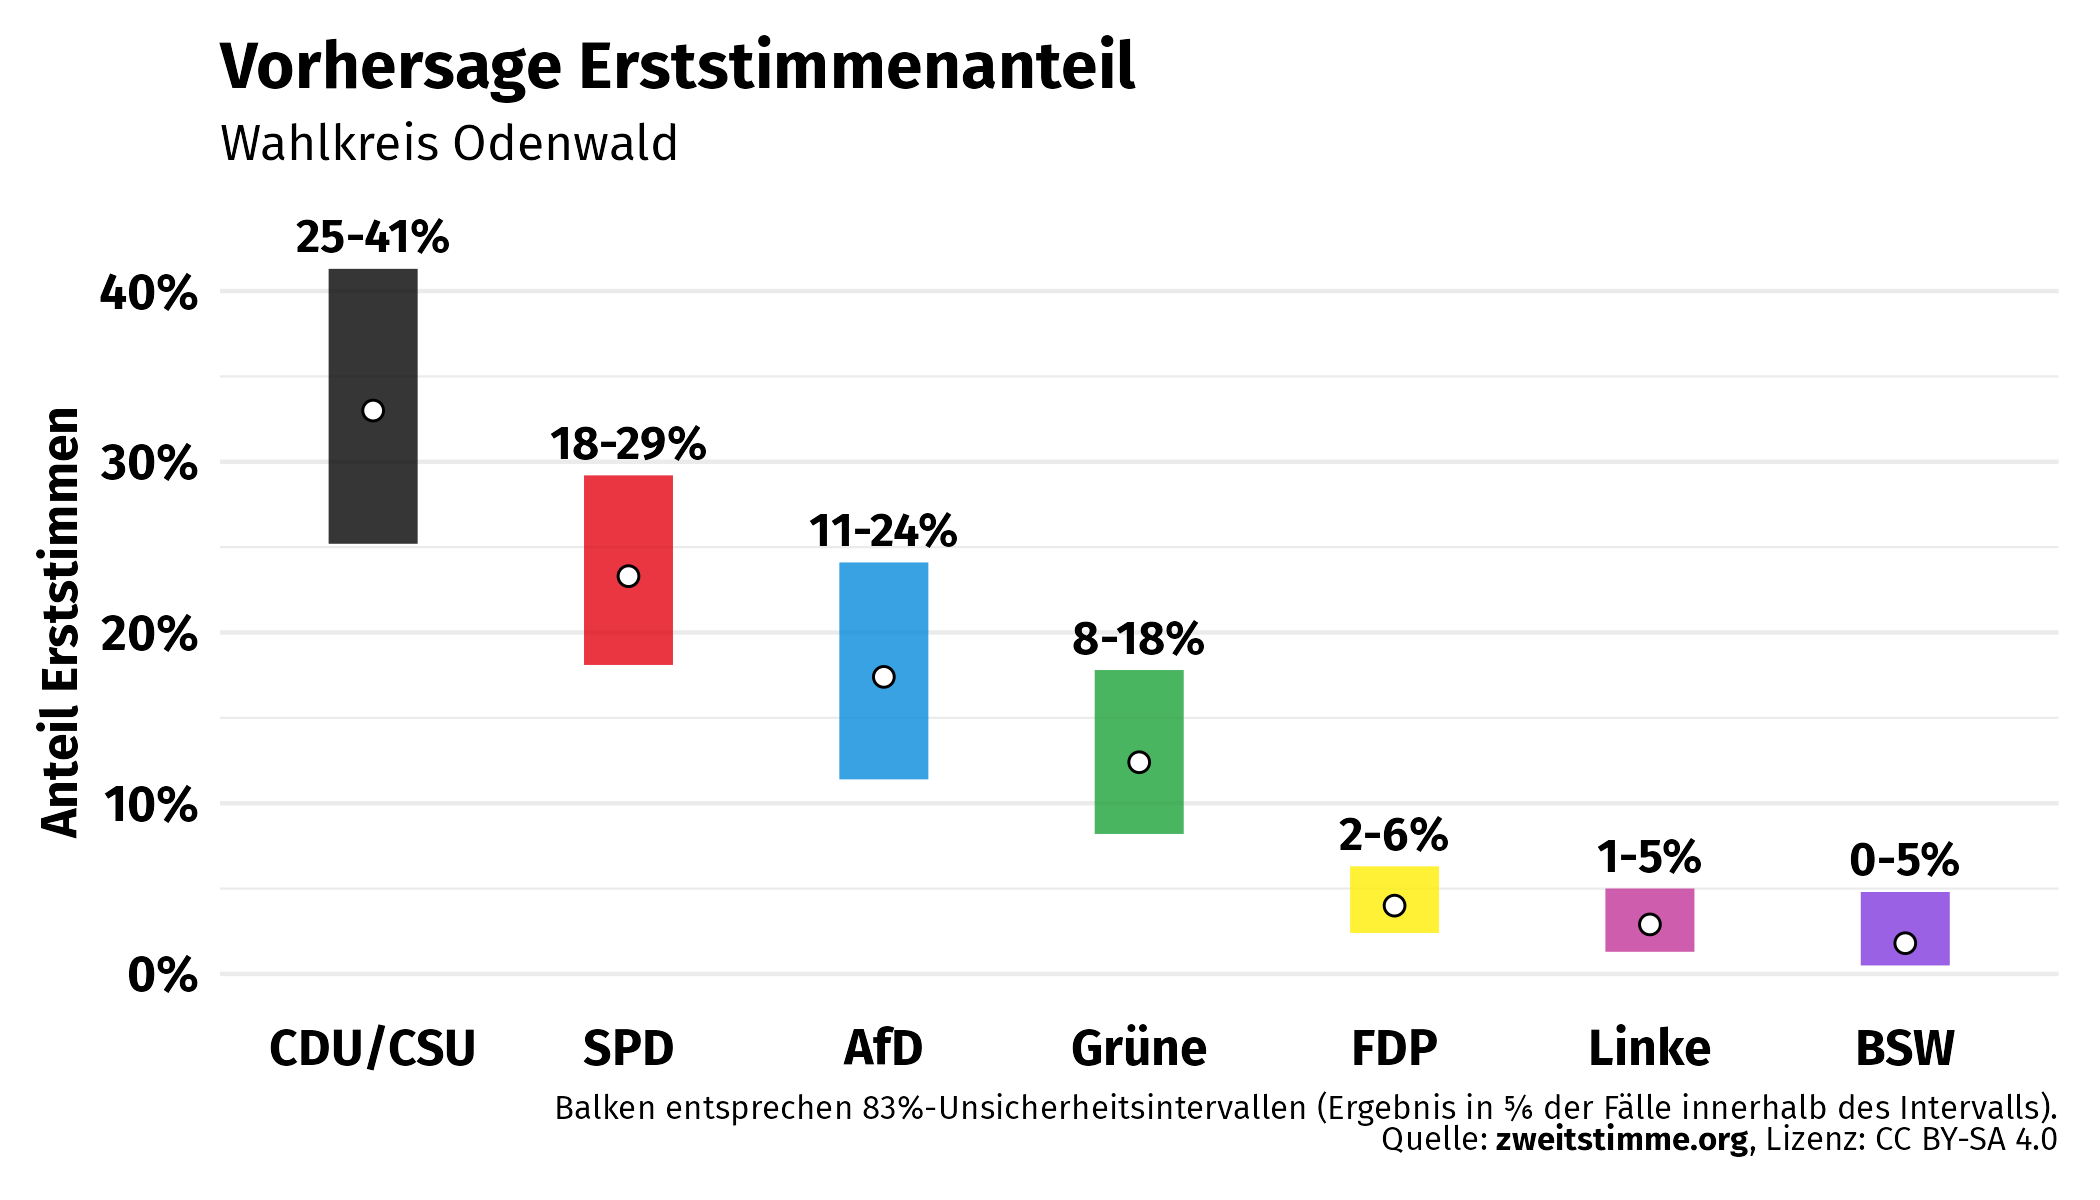 Vorhersage Erststimmenanteil
Wahlkreis Odenwald
Anteil Erststimmen
40%
30%
20%
10%
0%
25-41%
18-29%
11-24%
8-18%
2-6%
1-5%
0-5%
CDU/CSU
SPD
AfD
Grüne
FDP
Linke
BSW
Balken entsprechen 83%-Unsicherheitsintervallen (Ergebnis in ⅚ der Fälle innerhalb des Intervalls).
Quelle: zweitstimme.org, Lizenz: CC BY-SA 4.0